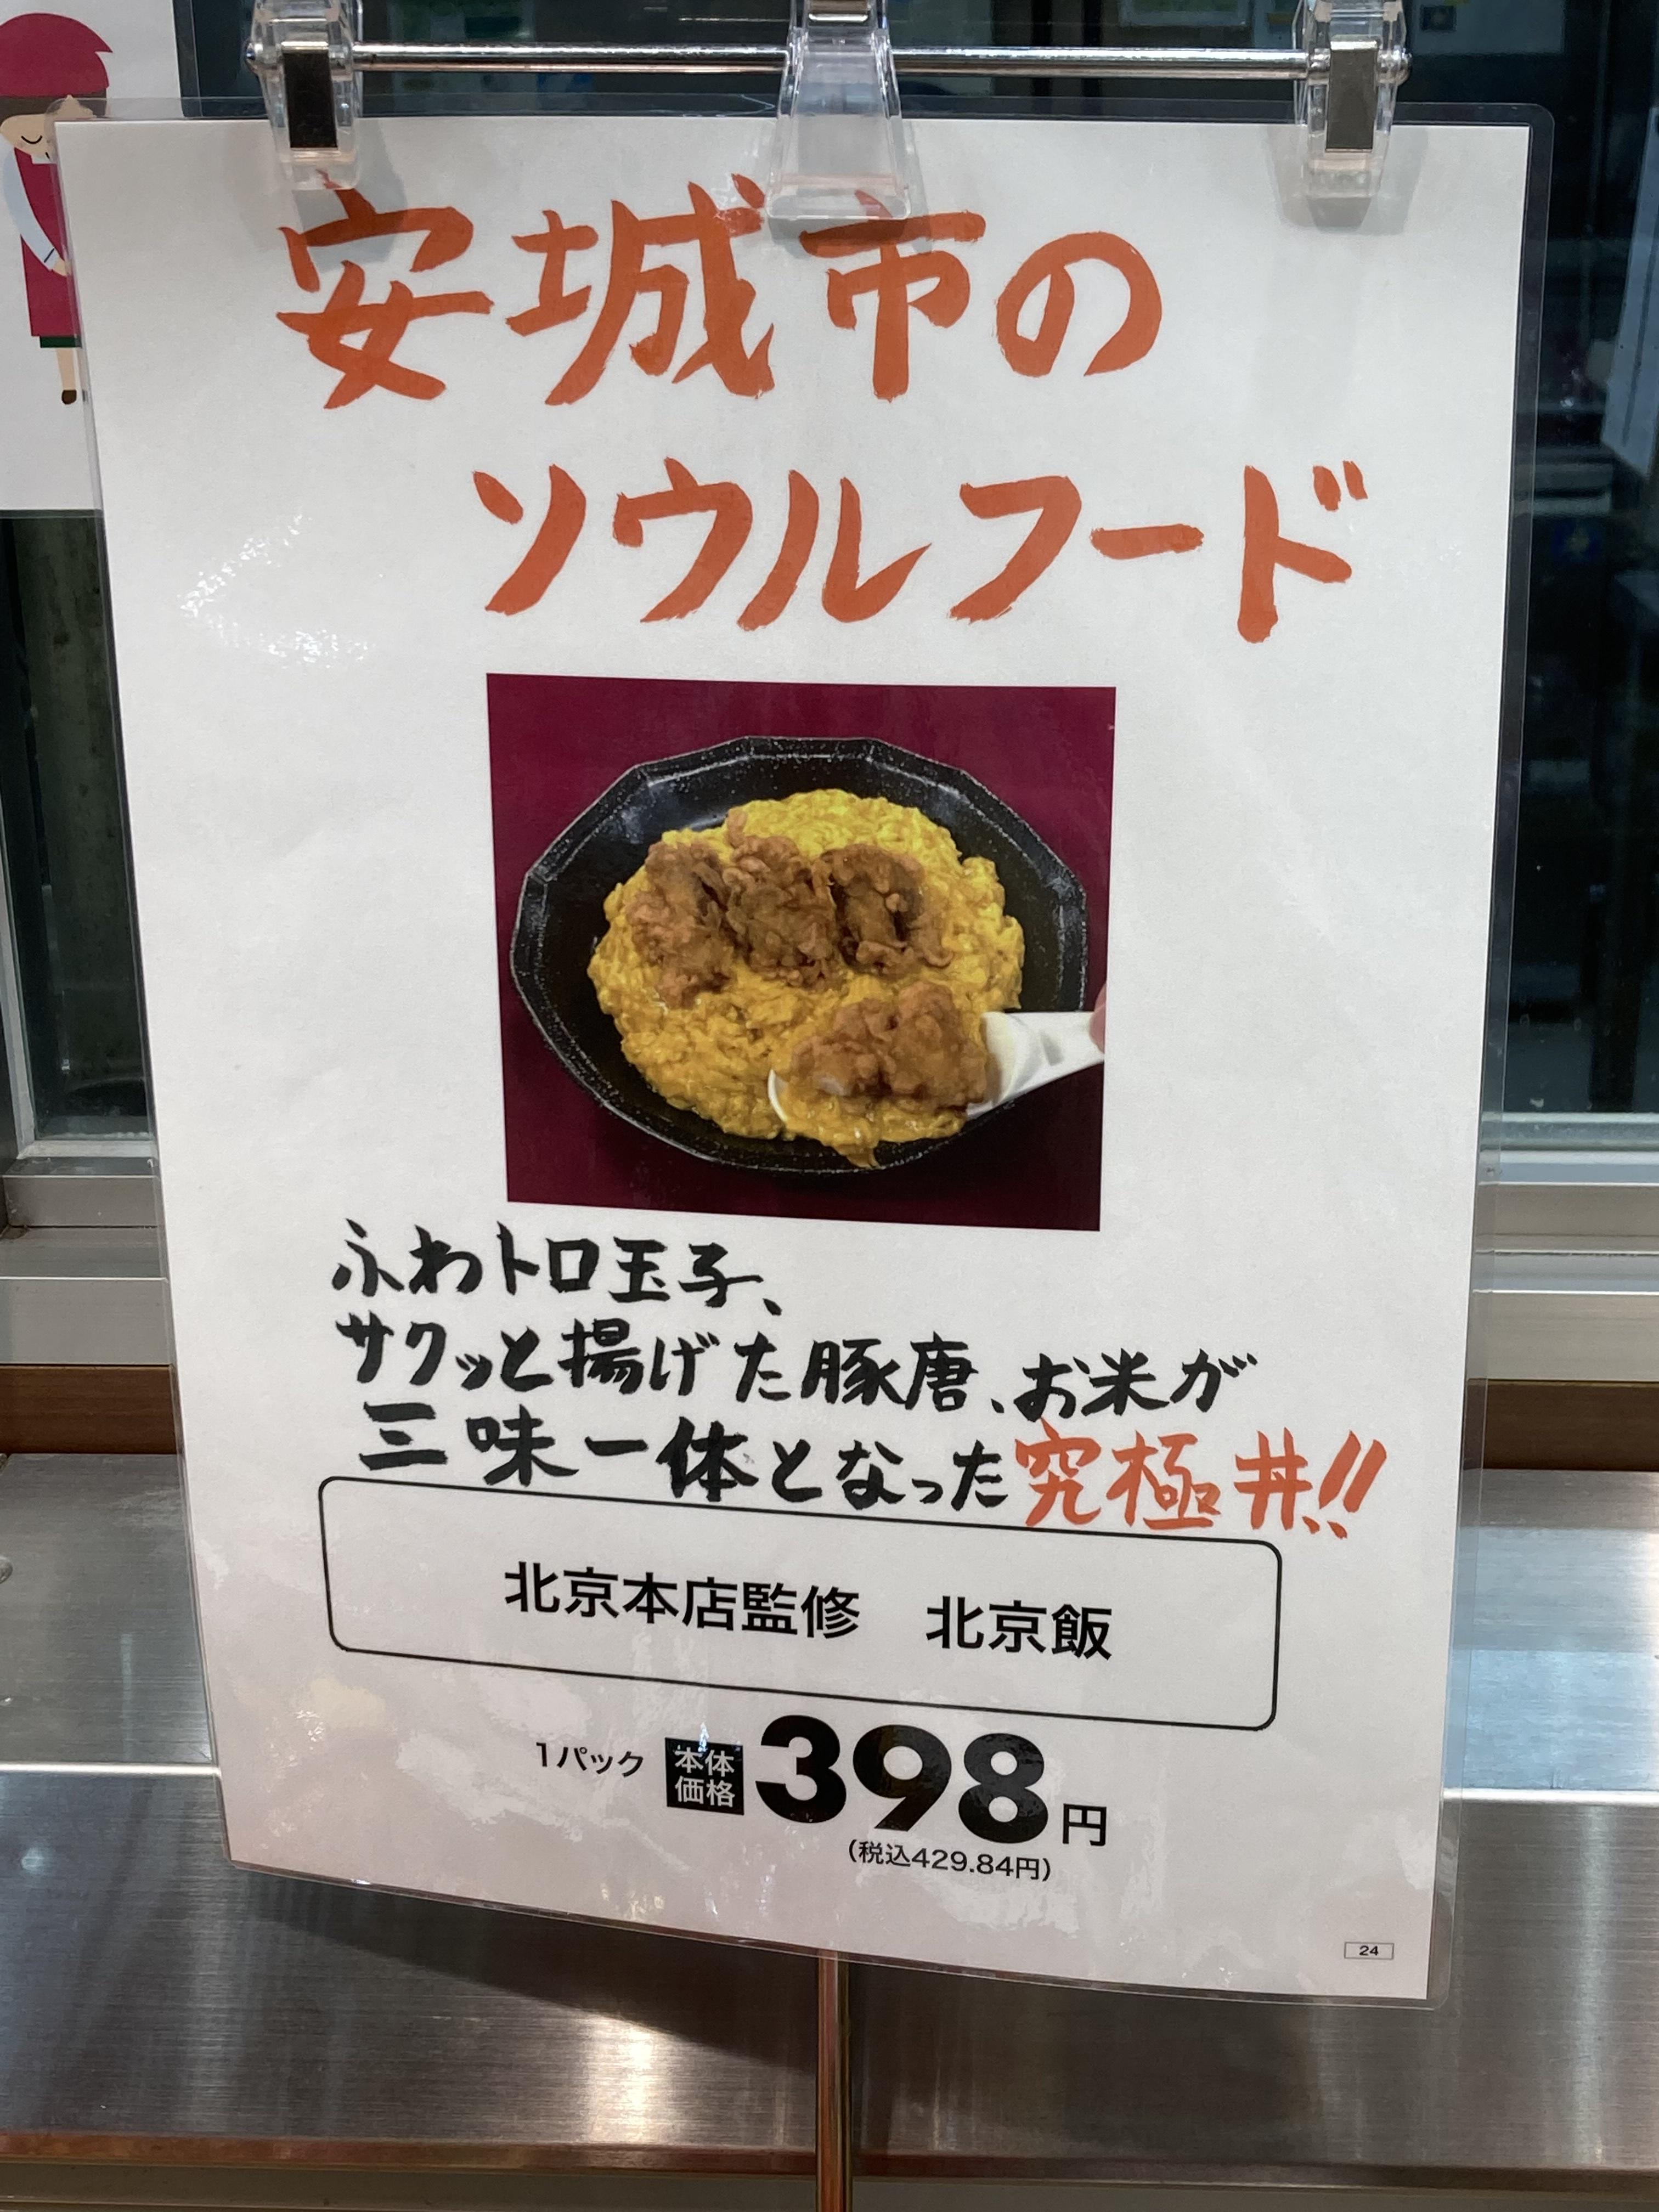 安城市の
ソウルフード
ふわトロ玉子、
サクッと揚げた豚唐、お米が
三味一体となった究極丼!!
北京本店監修　北京飯
1パック 本体価格 398円
(税込429.84円)
24